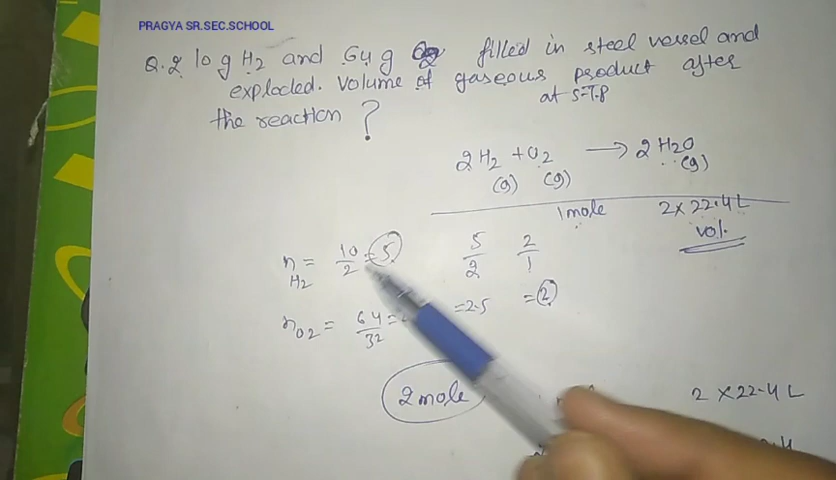 PRAGYA SR.SEC.SCHOOL
Q.2 10 g H2 and 64 g O2 filled in steel vessel and
exploded. Volume of gaseous product after
at S.T.P
the reaction ?
2H2 + O2 → 2H2O
(g) (g) (g)
1 mole 2 x 22.4 L
vol.
n H2 = 10/2 = 5 5/2 2/1
n O2 = 64/32 = =2.5 =2
2 mole 2 x 22.4 L